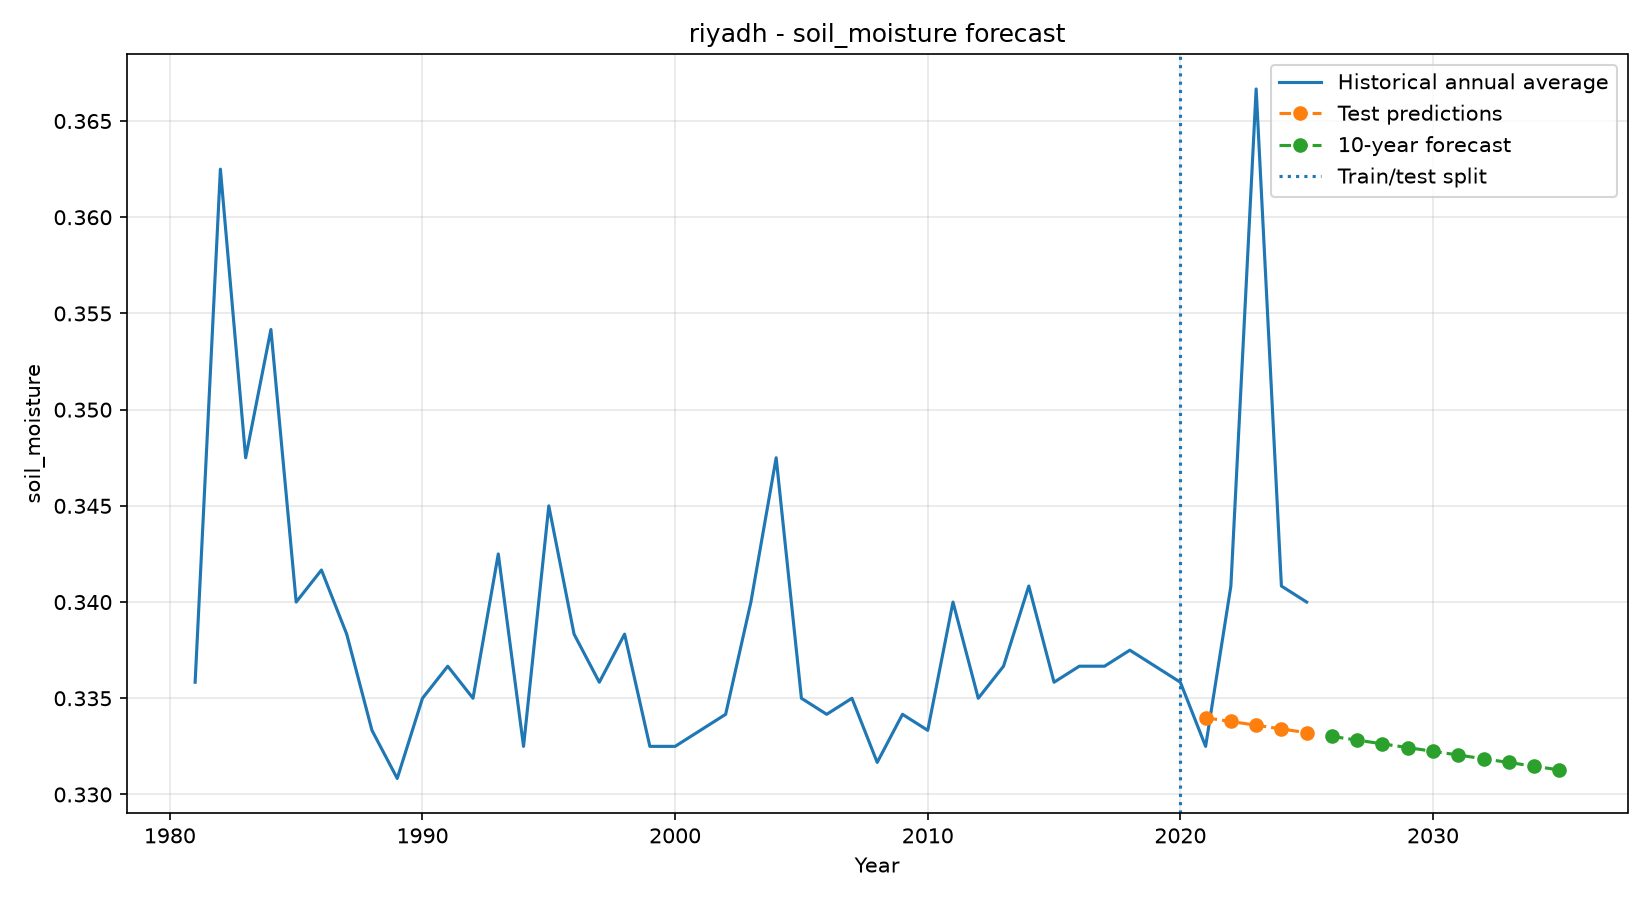 riyadh - soil_moisture forecast
Historical annual average
Test predictions
10-year forecast
Train/test split
soil_moisture
0.365
0.360
0.355
0.350
0.345
0.340
0.335
0.330
1980 1990 2000 2010 2020 2030
Year